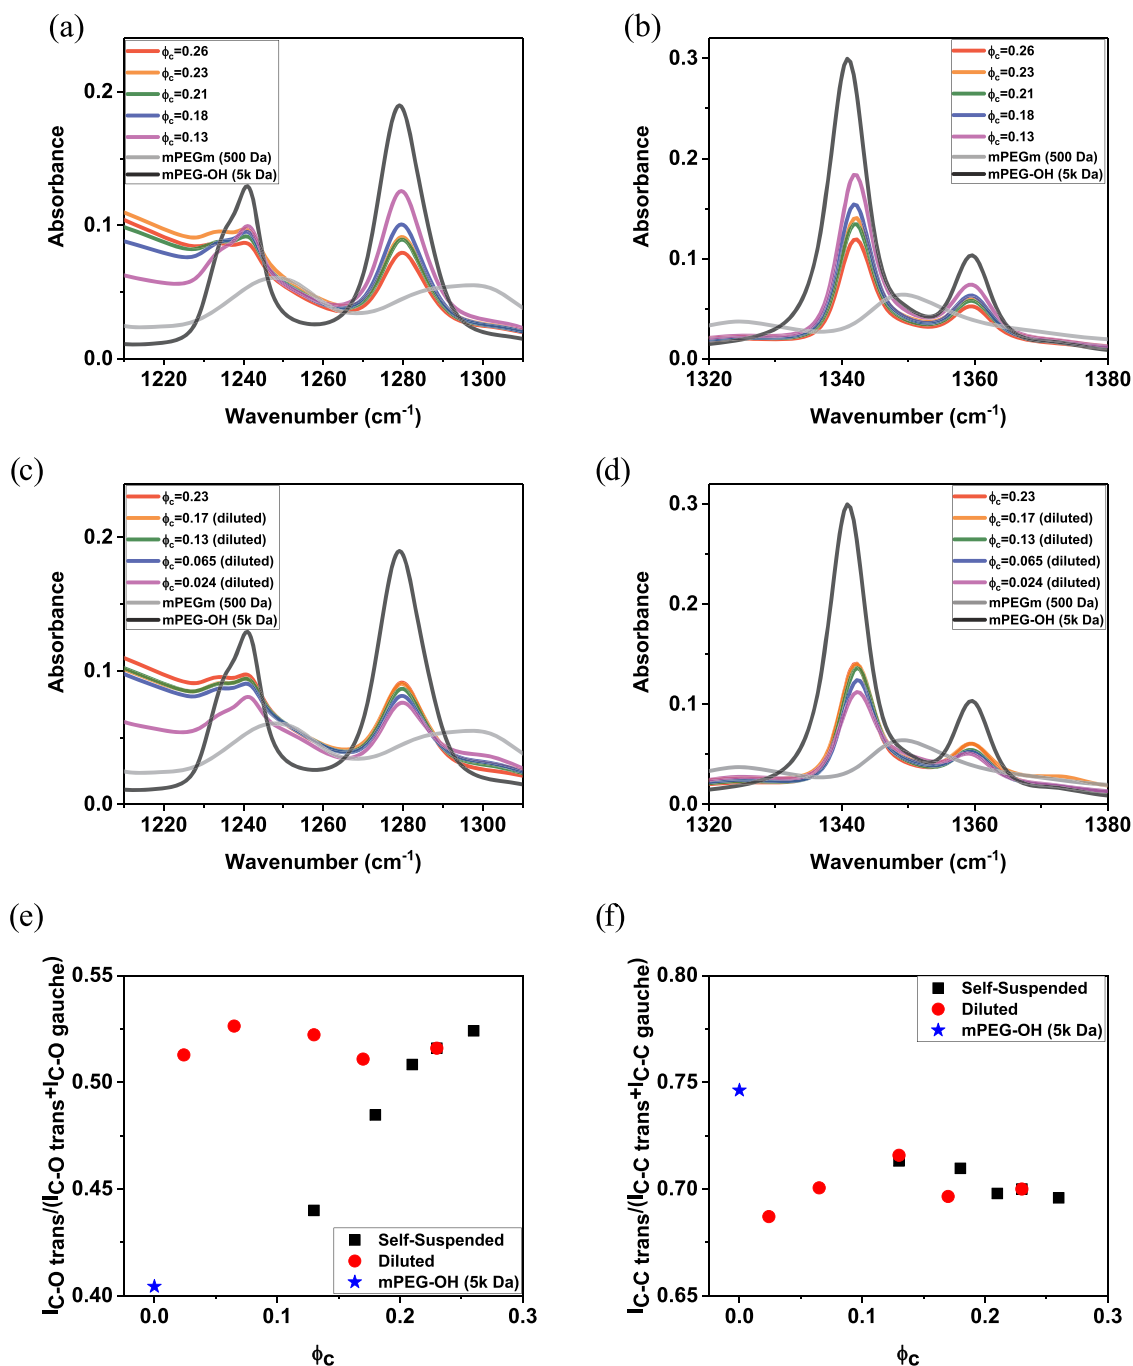 (a)
ϕc=0.26
ϕc=0.23
ϕc=0.21
ϕc=0.18
ϕc=0.13
mPEGm (500 Da)
mPEG-OH (5k Da)
0.2
0.1
0.0
Absorbance
1220 1240 1260 1280 1300
Wavenumber (cm-1)
(b)
ϕc=0.26
ϕc=0.23
ϕc=0.21
ϕc=0.18
ϕc=0.13
mPEGm (500 Da)
mPEG-OH (5k Da)
0.3
0.2
0.1
0.0
Absorbance
1320 1340 1360 1380
Wavenumber (cm-1)
(c)
ϕc=0.23
ϕc=0.17 (diluted)
ϕc=0.13 (diluted)
ϕc=0.065 (diluted)
ϕc=0.024 (diluted)
mPEGm (500 Da)
mPEG-OH (5k Da)
0.2
0.1
0.0
Absorbance
1220 1240 1260 1280 1300
Wavenumber (cm-1)
(d)
ϕc=0.23
ϕc=0.17 (diluted)
ϕc=0.13 (diluted)
ϕc=0.065 (diluted)
ϕc=0.024 (diluted)
mPEGm (500 Da)
mPEG-OH (5k Da)
0.3
0.2
0.1
0.0
Absorbance
1320 1340 1360 1380
Wavenumber (cm-1)
(e)
0.55
0.50
0.45
0.40
IC-O trans/(IC-O trans+IC-O gauche)
Self-Suspended
Diluted
mPEG-OH (5k Da)
0.0 0.1 0.2 0.3
ϕc
(f)
0.80
0.75
0.70
0.65
IC-C trans/(IC-C trans+IC-C gauche)
Self-Suspended
Diluted
mPEG-OH (5k Da)
0.0 0.1 0.2 0.3
ϕc